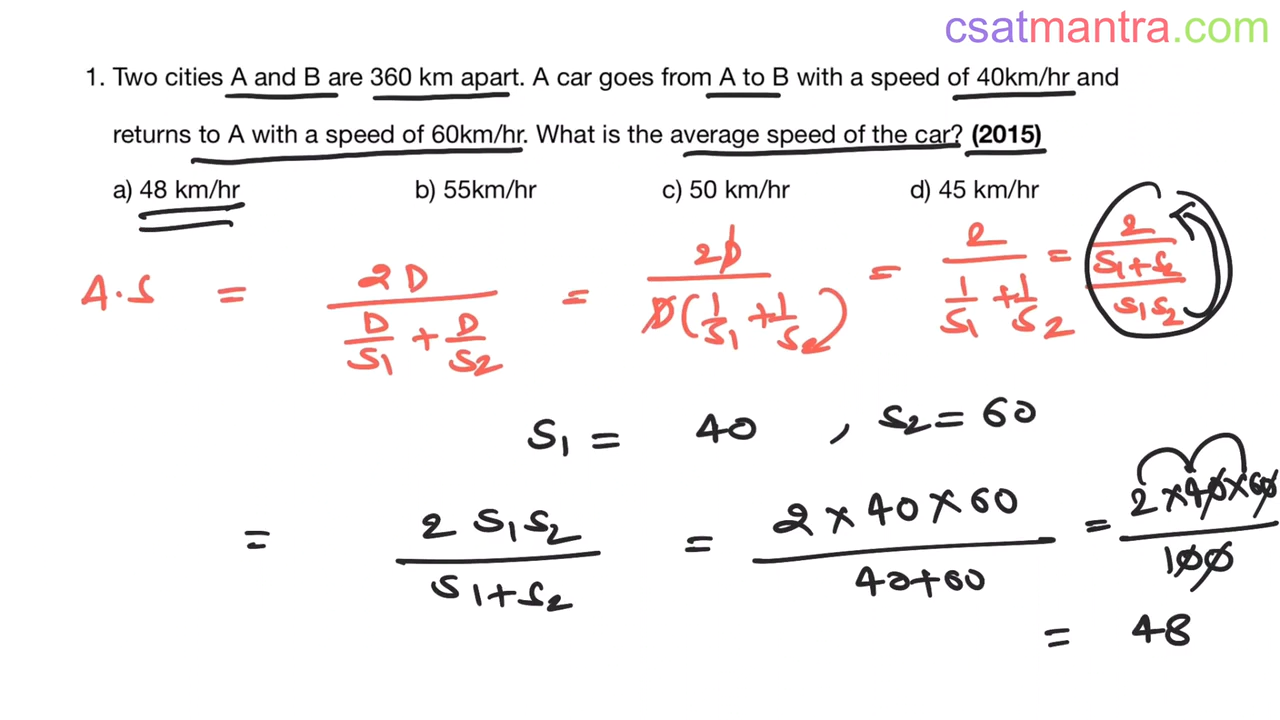 csatmantra.com
1. Two cities A and B are 360 km apart. A car goes from A to B with a speed of 40km/hr and
returns to A with a speed of 60km/hr. What is the average speed of the car? (2015)
a) 48 km/hr b) 55km/hr c) 50 km/hr d) 45 km/hr
A.S = 2D / (D/S1 + D/S2) = 2D / D(1/S1 + 1/S2) = 2 / (1/S1 + 1/S2) = 2 / (S1+S2 / S1S2)
S1 = 40 , S2 = 60
= 2 S1S2 / S1+S2 = 2 × 40 × 60 / 40+60 = 2 × 40 × 60 / 100
= 48